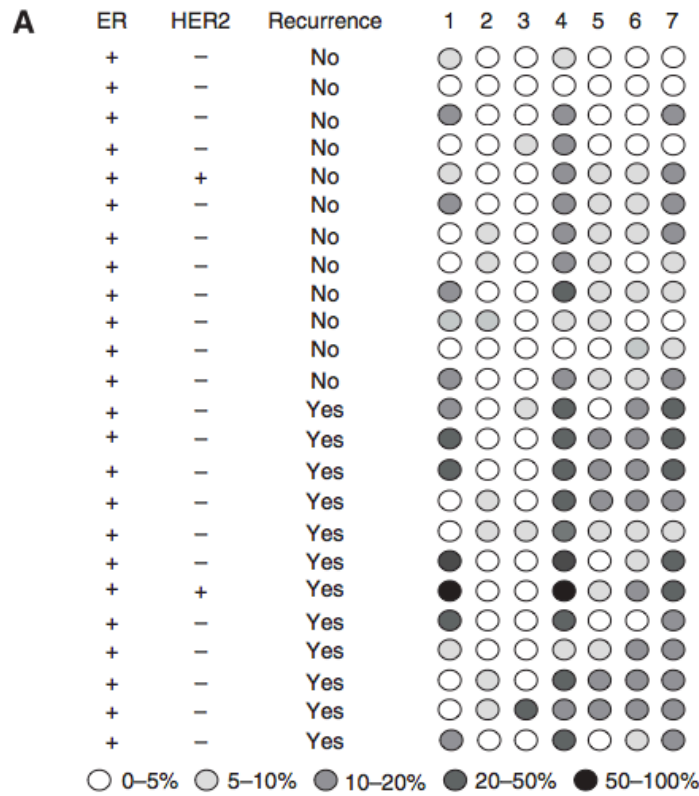 A ER HER2 Recurrence 1 2 3 4 5 6 7
+ – No
+ – No
+ – No
+ – No
+ + No
+ – No
+ – No
+ – No
+ – No
+ – No
+ – No
+ – No
+ – Yes
+ – Yes
+ – Yes
+ – Yes
+ – Yes
+ – Yes
+ + Yes
+ – Yes
+ – Yes
+ – Yes
+ – Yes
+ – Yes
0–5% 5–10% 10–20% 20–50% 50–100%